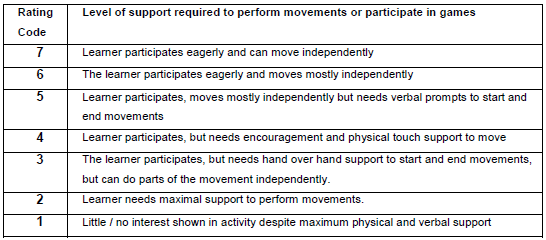 Rating Code
Level of support required to perform movements or participate in games
7
Learner participates eagerly and can move independently
6
The learner participates eagerly and moves mostly independently
5
Learner participates, moves mostly independently but needs verbal prompts to start and
end movements
4
Learner participates, but needs encouragement and physical touch support to move
3
The learner participates, but needs hand over hand support to start and end movements,
but can do parts of the movement independently.
2
Learner needs maximal support to perform movements.
1
Little / no interest shown in activity despite maximum physical and verbal support